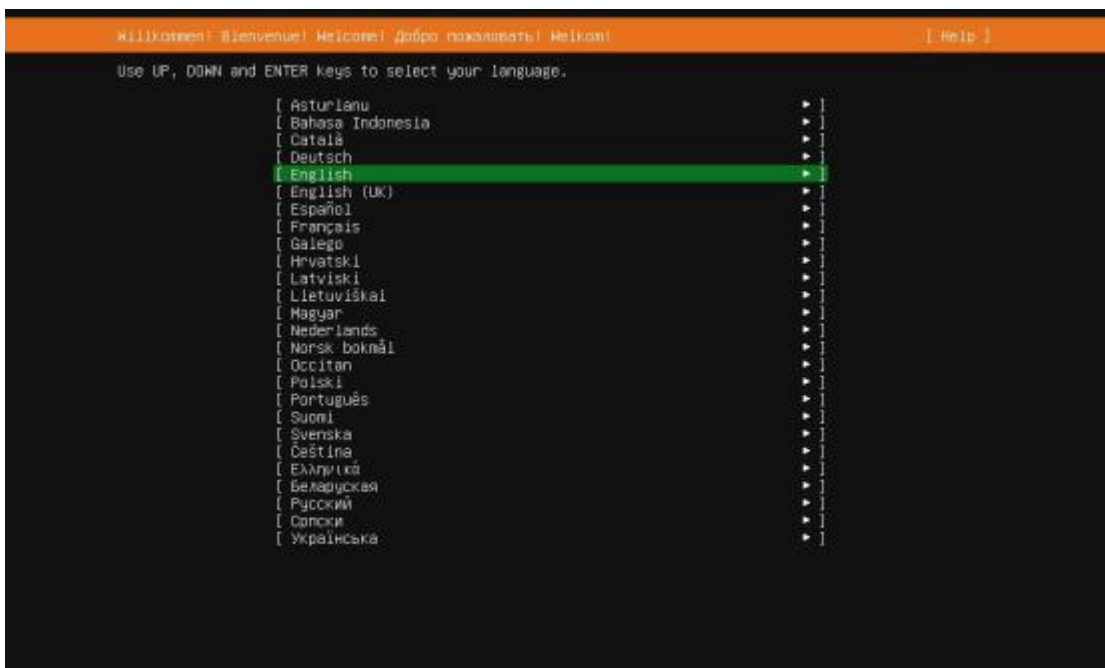 Willkommen! Bienvenue! Welcome! Добро пожаловать! Welkom! [ Help ]
Use UP, DOWN and ENTER keys to select your language.
[ Asturianu ▸ ]
[ Bahasa Indonesia ▸ ]
[ Català ▸ ]
[ Deutsch ▸ ]
[ English ▸ ]
[ English (UK) ▸ ]
[ Español ▸ ]
[ Français ▸ ]
[ Galego ▸ ]
[ Hrvatski ▸ ]
[ Latviski ▸ ]
[ Lietuviškai ▸ ]
[ Magyar ▸ ]
[ Nederlands ▸ ]
[ Norsk bokmål ▸ ]
[ Occitan ▸ ]
[ Polski ▸ ]
[ Português ▸ ]
[ Suomi ▸ ]
[ Svenska ▸ ]
[ Čeština ▸ ]
[ Ελληνικά ▸ ]
[ Беларуская ▸ ]
[ Русский ▸ ]
[ Српски ▸ ]
[ Українська ▸ ]